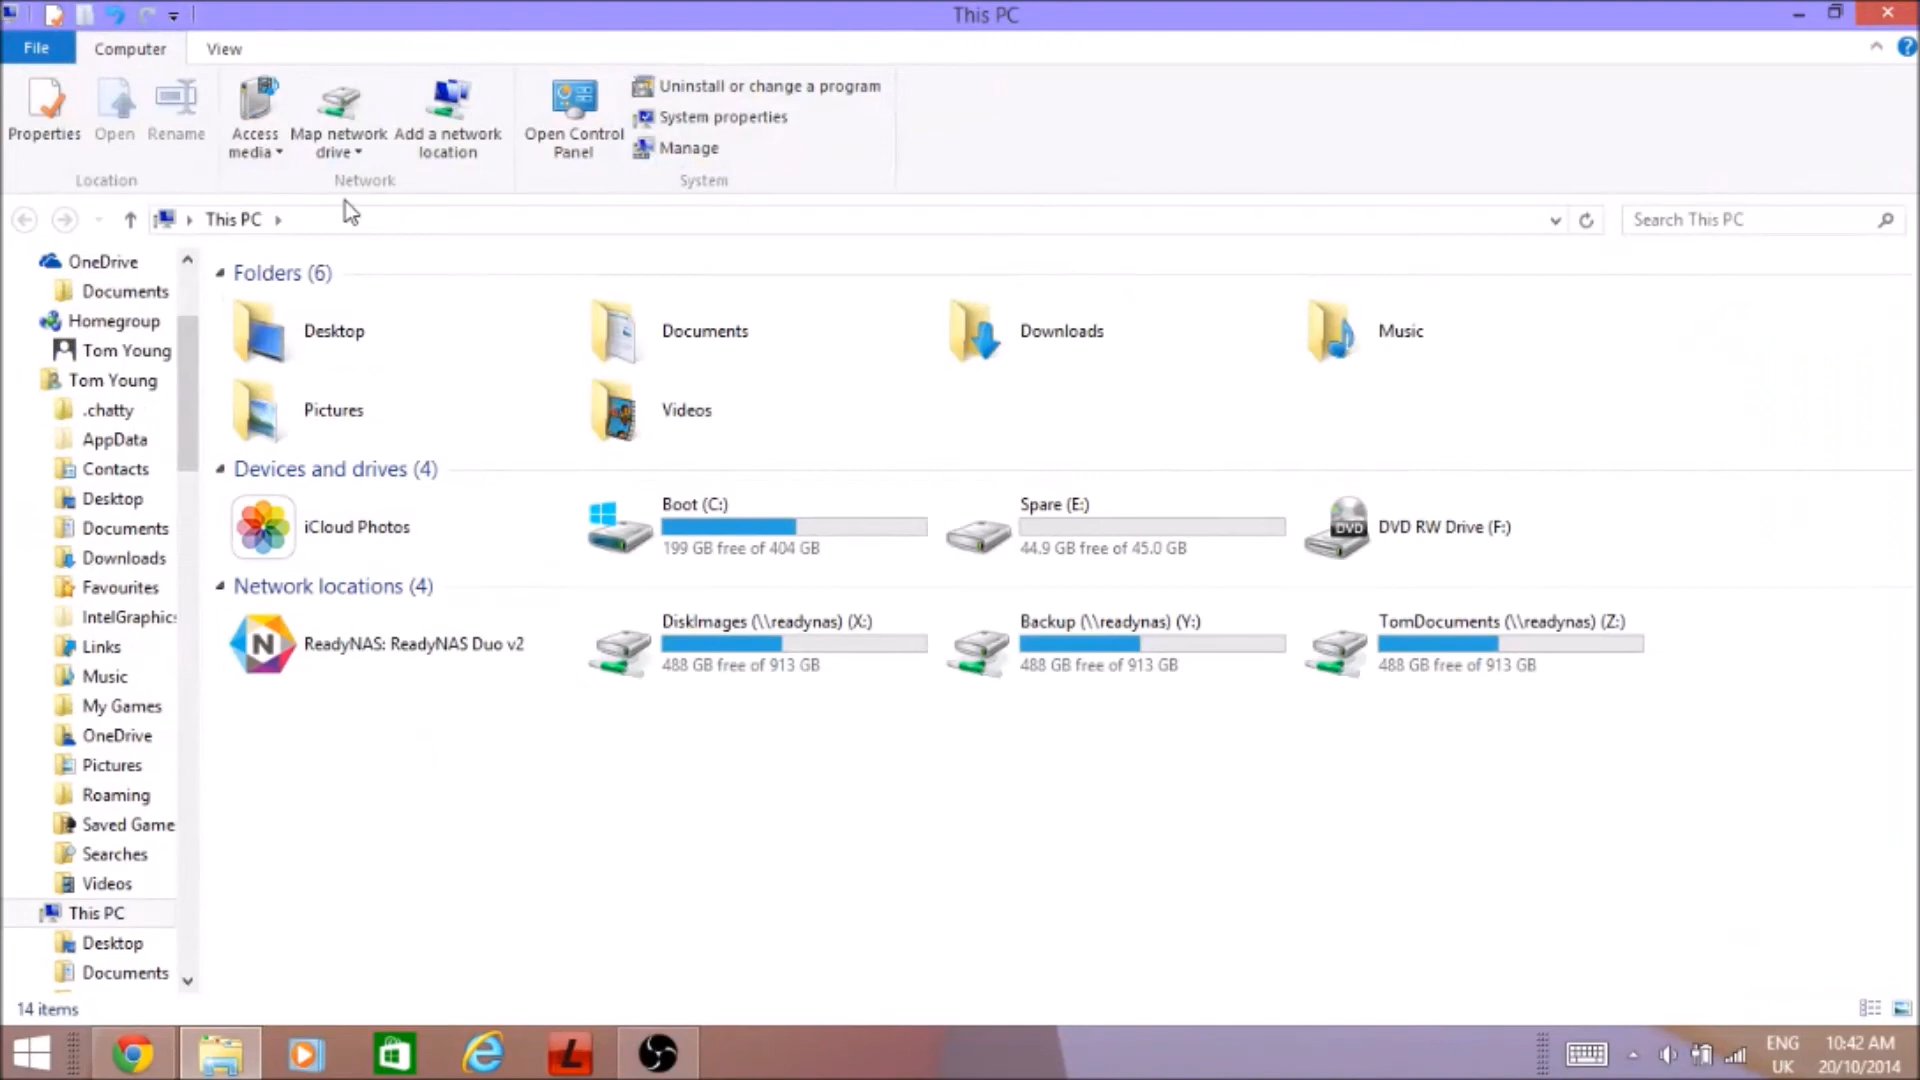 This PC
File
Computer
View
Properties
Open
Rename
Access
media
Map network
drive
Add a network
location
Open Control
Panel
Uninstall or change a program
System properties
Manage
Location
Network
System
This PC
Search This PC
OneDrive
Documents
Homegroup
Tom Young
Tom Young
.chatty
AppData
Contacts
Desktop
Documents
Downloads
Favourites
IntelGraphics
Links
Music
My Games
OneDrive
Pictures
Roaming
Saved Game
Searches
Videos
This PC
Desktop
Documents
Folders (6)
Desktop
Documents
Downloads
Music
Pictures
Videos
Devices and drives (4)
iCloud Photos
Boot (C:)
199 GB free of 404 GB
Spare (E:)
44.9 GB free of 45.0 GB
DVD
DVD RW Drive (F:)
Network locations (4)
N
ReadyNAS: ReadyNAS Duo v2
DiskImages (\\readynas) (X:)
488 GB free of 913 GB
Backup (\\readynas) (Y:)
488 GB free of 913 GB
TomDocuments (\\readynas) (Z:)
488 GB free of 913 GB
14 items
L
ENG
UK
10:42 AM
20/10/2014